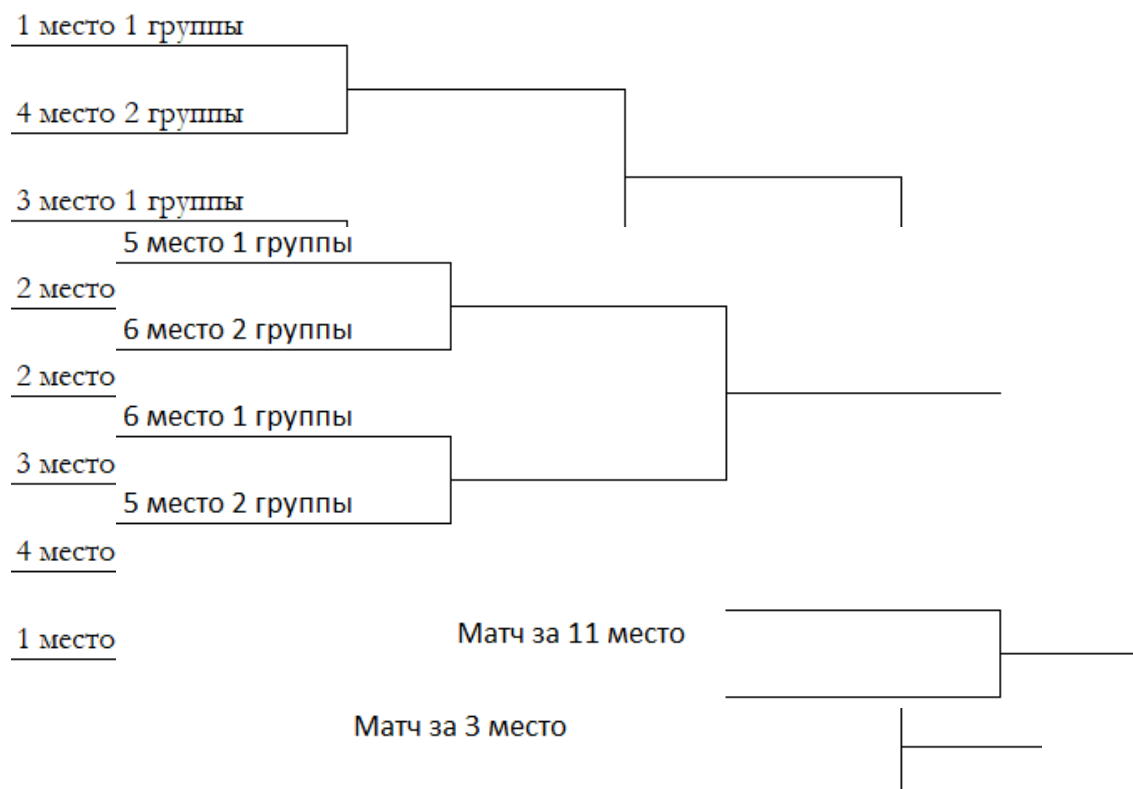 1 место 1 группы
4 место 2 группы
3 место 1 группы
5 место 1 группы
2 место
6 место 2 группы
2 место
6 место 1 группы
3 место
5 место 2 группы
4 место
Матч за 11 место
1 место
Матч за 3 место